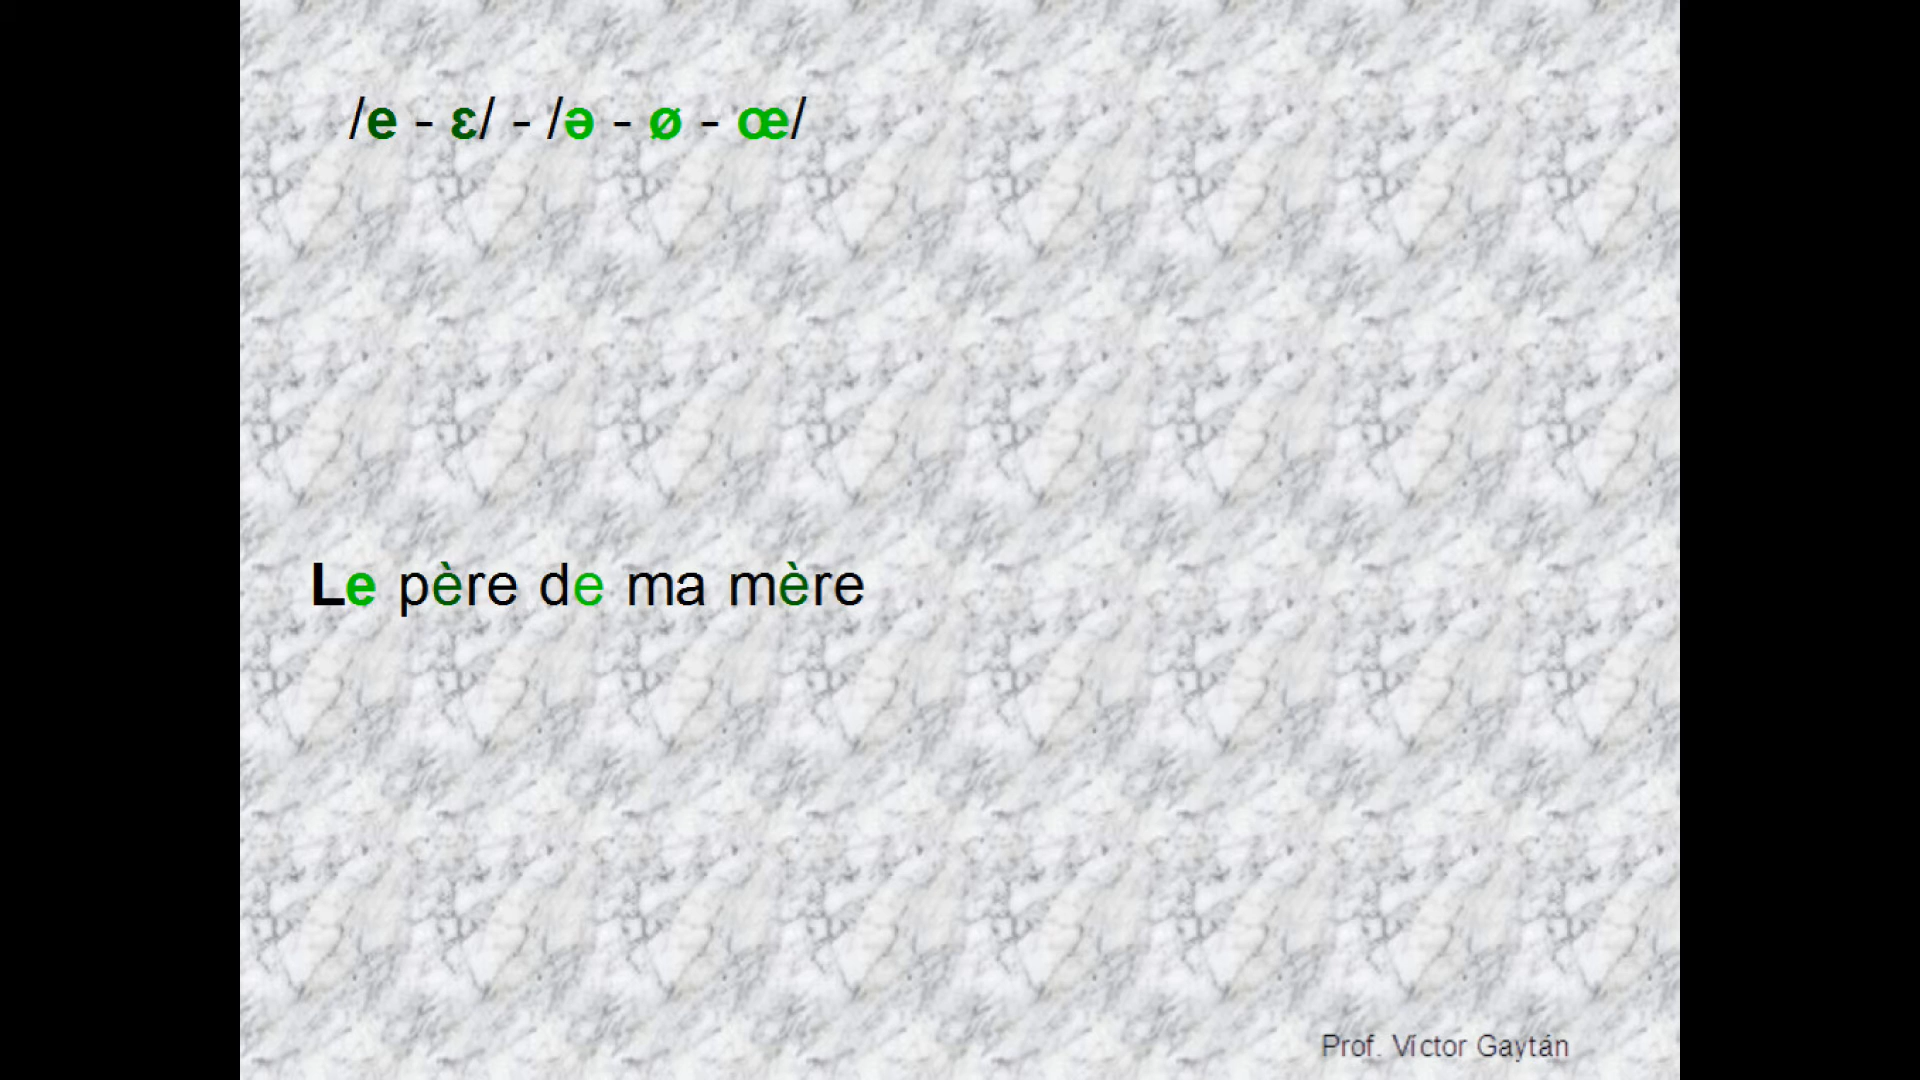 /e - ɛ/ - /ə - ø - œ/
Le père de ma mère
Prof. Víctor Gaytán